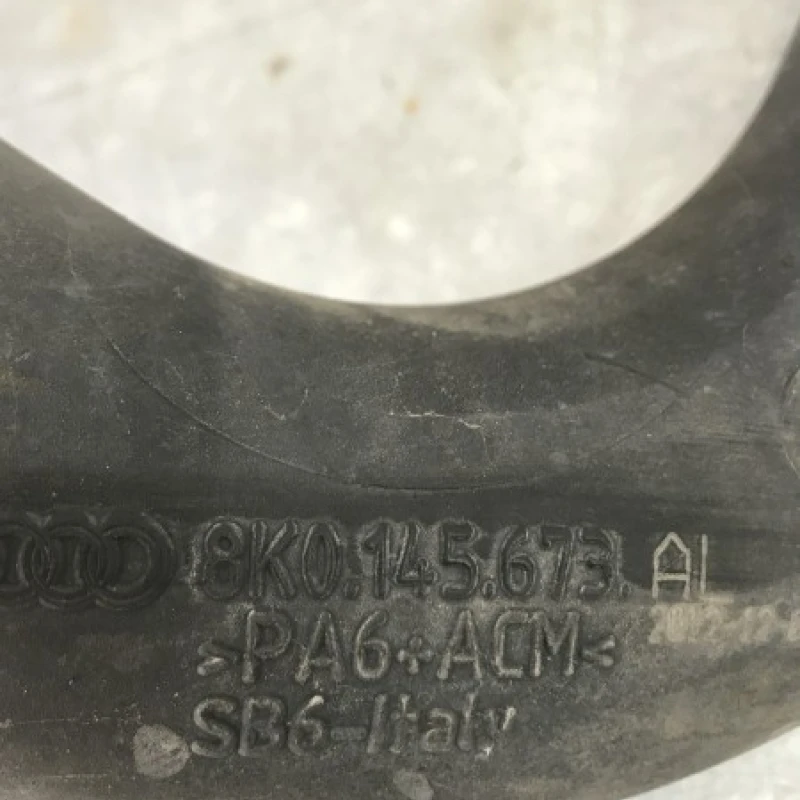 8K0.145.673. AI
>PA6+ACM<
SB6-Italy